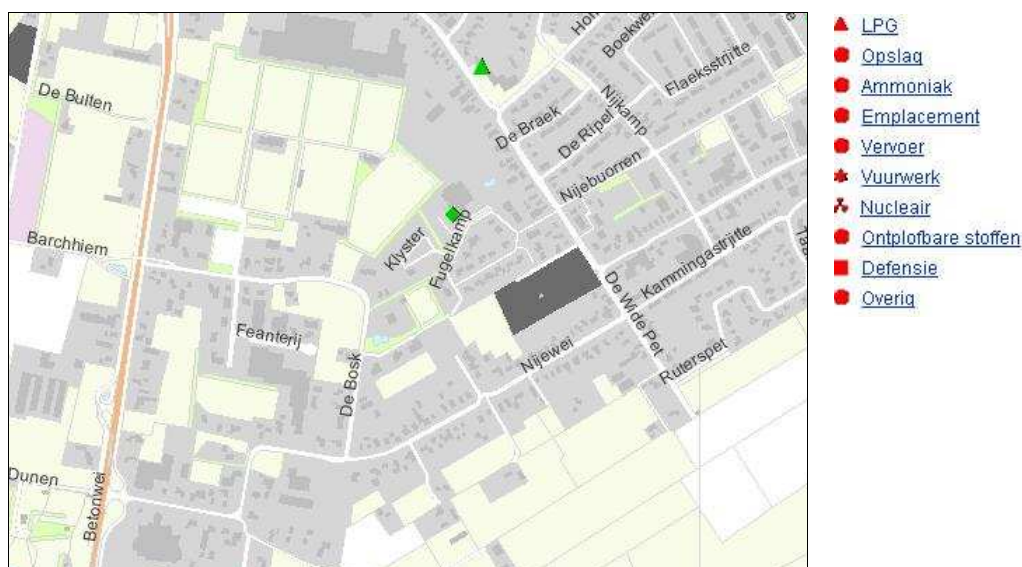 De Bulten
Barchhiem
Feanterij
De Bosk
Dunen
Betonwei
Klyster
Fugelkamp
Boekwei
Flaeksstrjitte
Nijkamp
De Braek
De Ripel
Nijebuorren
Kammingastrjitte
De Wide Pet
Nijewei
Ruterspet
LPG
Opslag
Ammoniak
Emplacement
Vervoer
Vuurwerk
Nucleair
Ontplofbare stoffen
Defensie
Overig